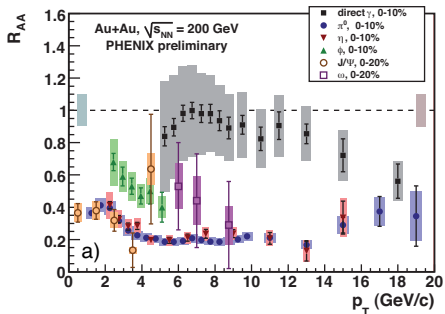 R_AA
1.6
1.4
1.2
1
0.8
0.6
0.4
0.2
0
Au+Au, √s_NN = 200 GeV
PHENIX preliminary
direct γ, 0-10%
π⁰, 0-10%
η, 0-10%
ϕ, 0-10%
J/Ψ, 0-20%
ω, 0-20%
a)
0 2 4 6 8 10 12 14 16 18 20
p_T (GeV/c)